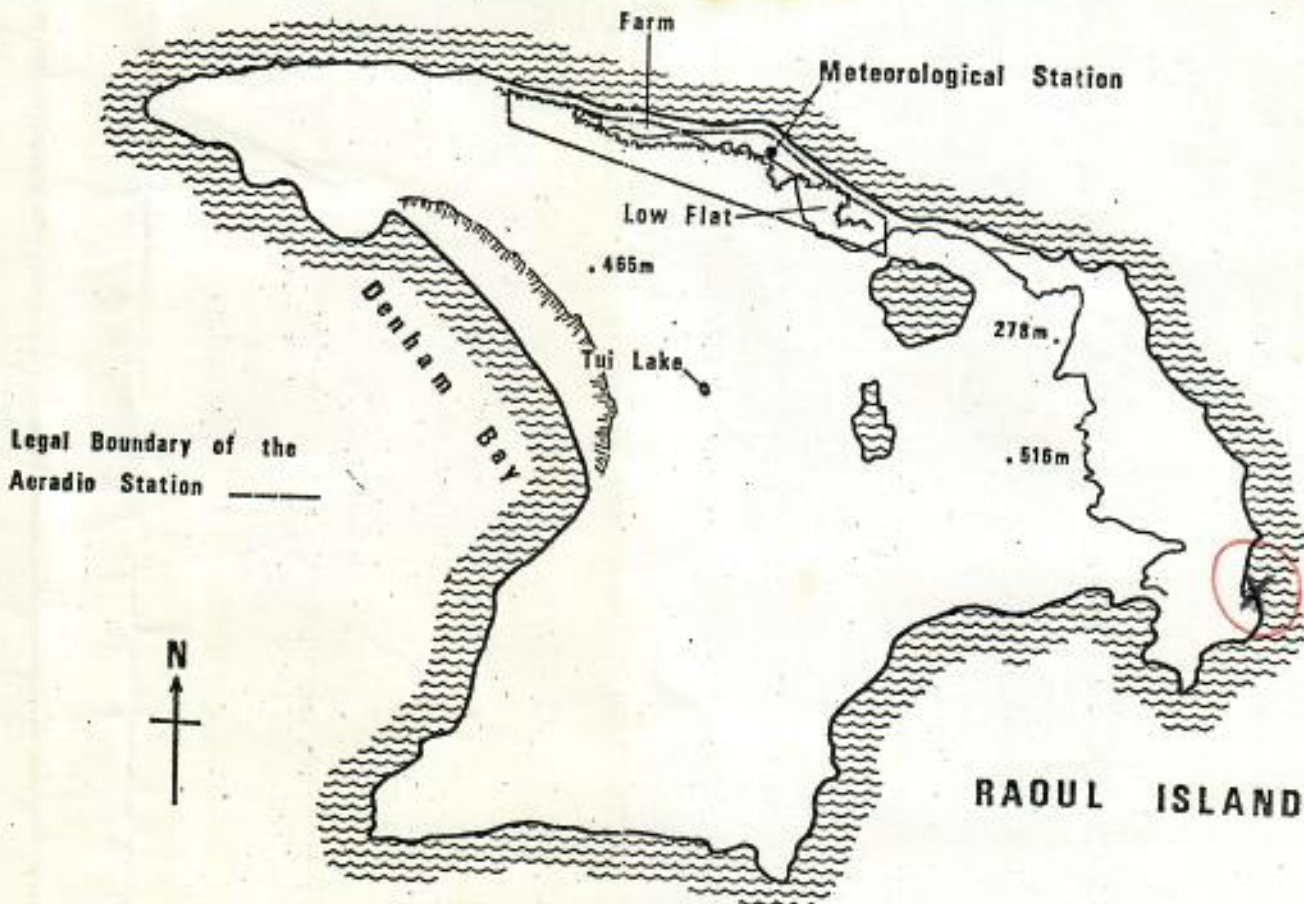 Farm
Meteorological Station
Low Flat
.465m
Denham Bay
Tui Lake
278m.
.516m
Legal Boundary of the
Aeradio Station
N
RAOUL ISLAND